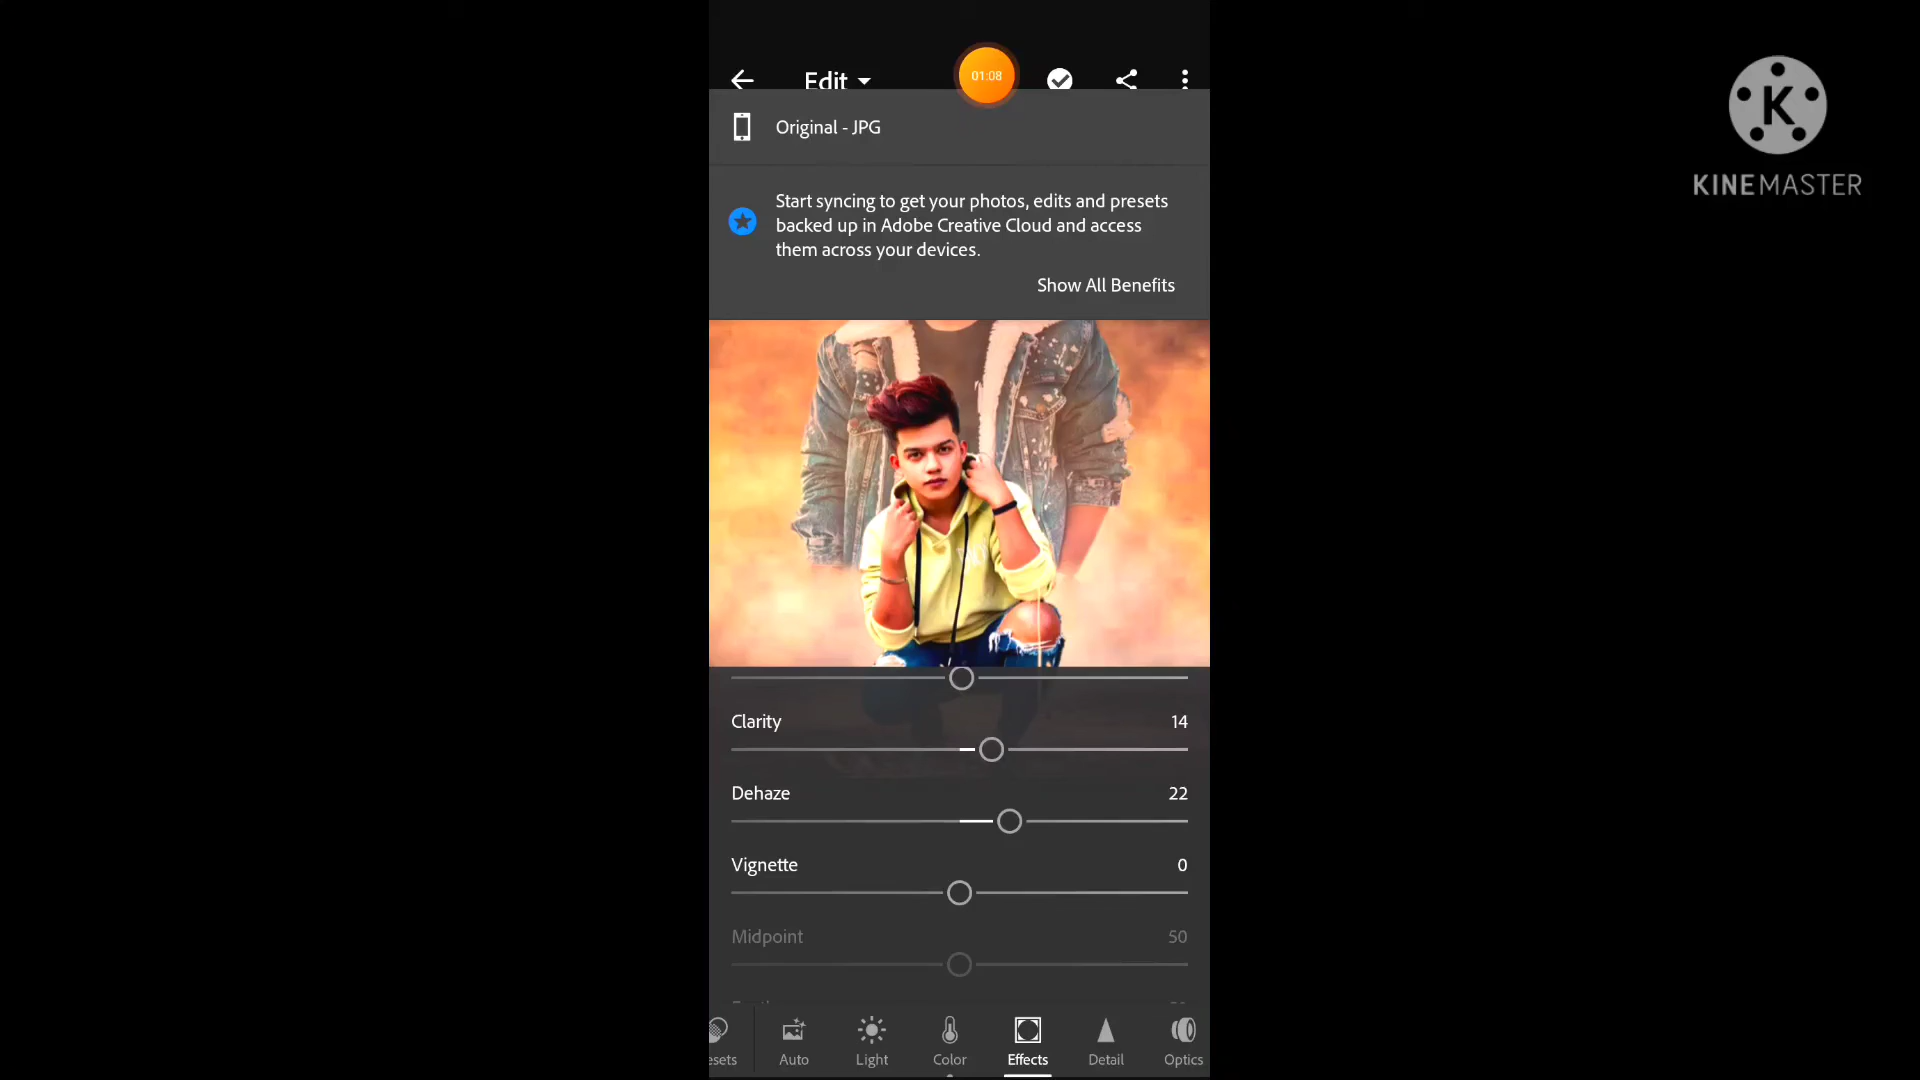 Edit
01:08
KINEMASTER
Original - JPG
Start syncing to get your photos, edits and presets
backed up in Adobe Creative Cloud and access
them across your devices.
Show All Benefits
Clarity 14
Dehaze 22
Vignette 0
Midpoint 50
esets Auto Light Color Effects Detail Optics